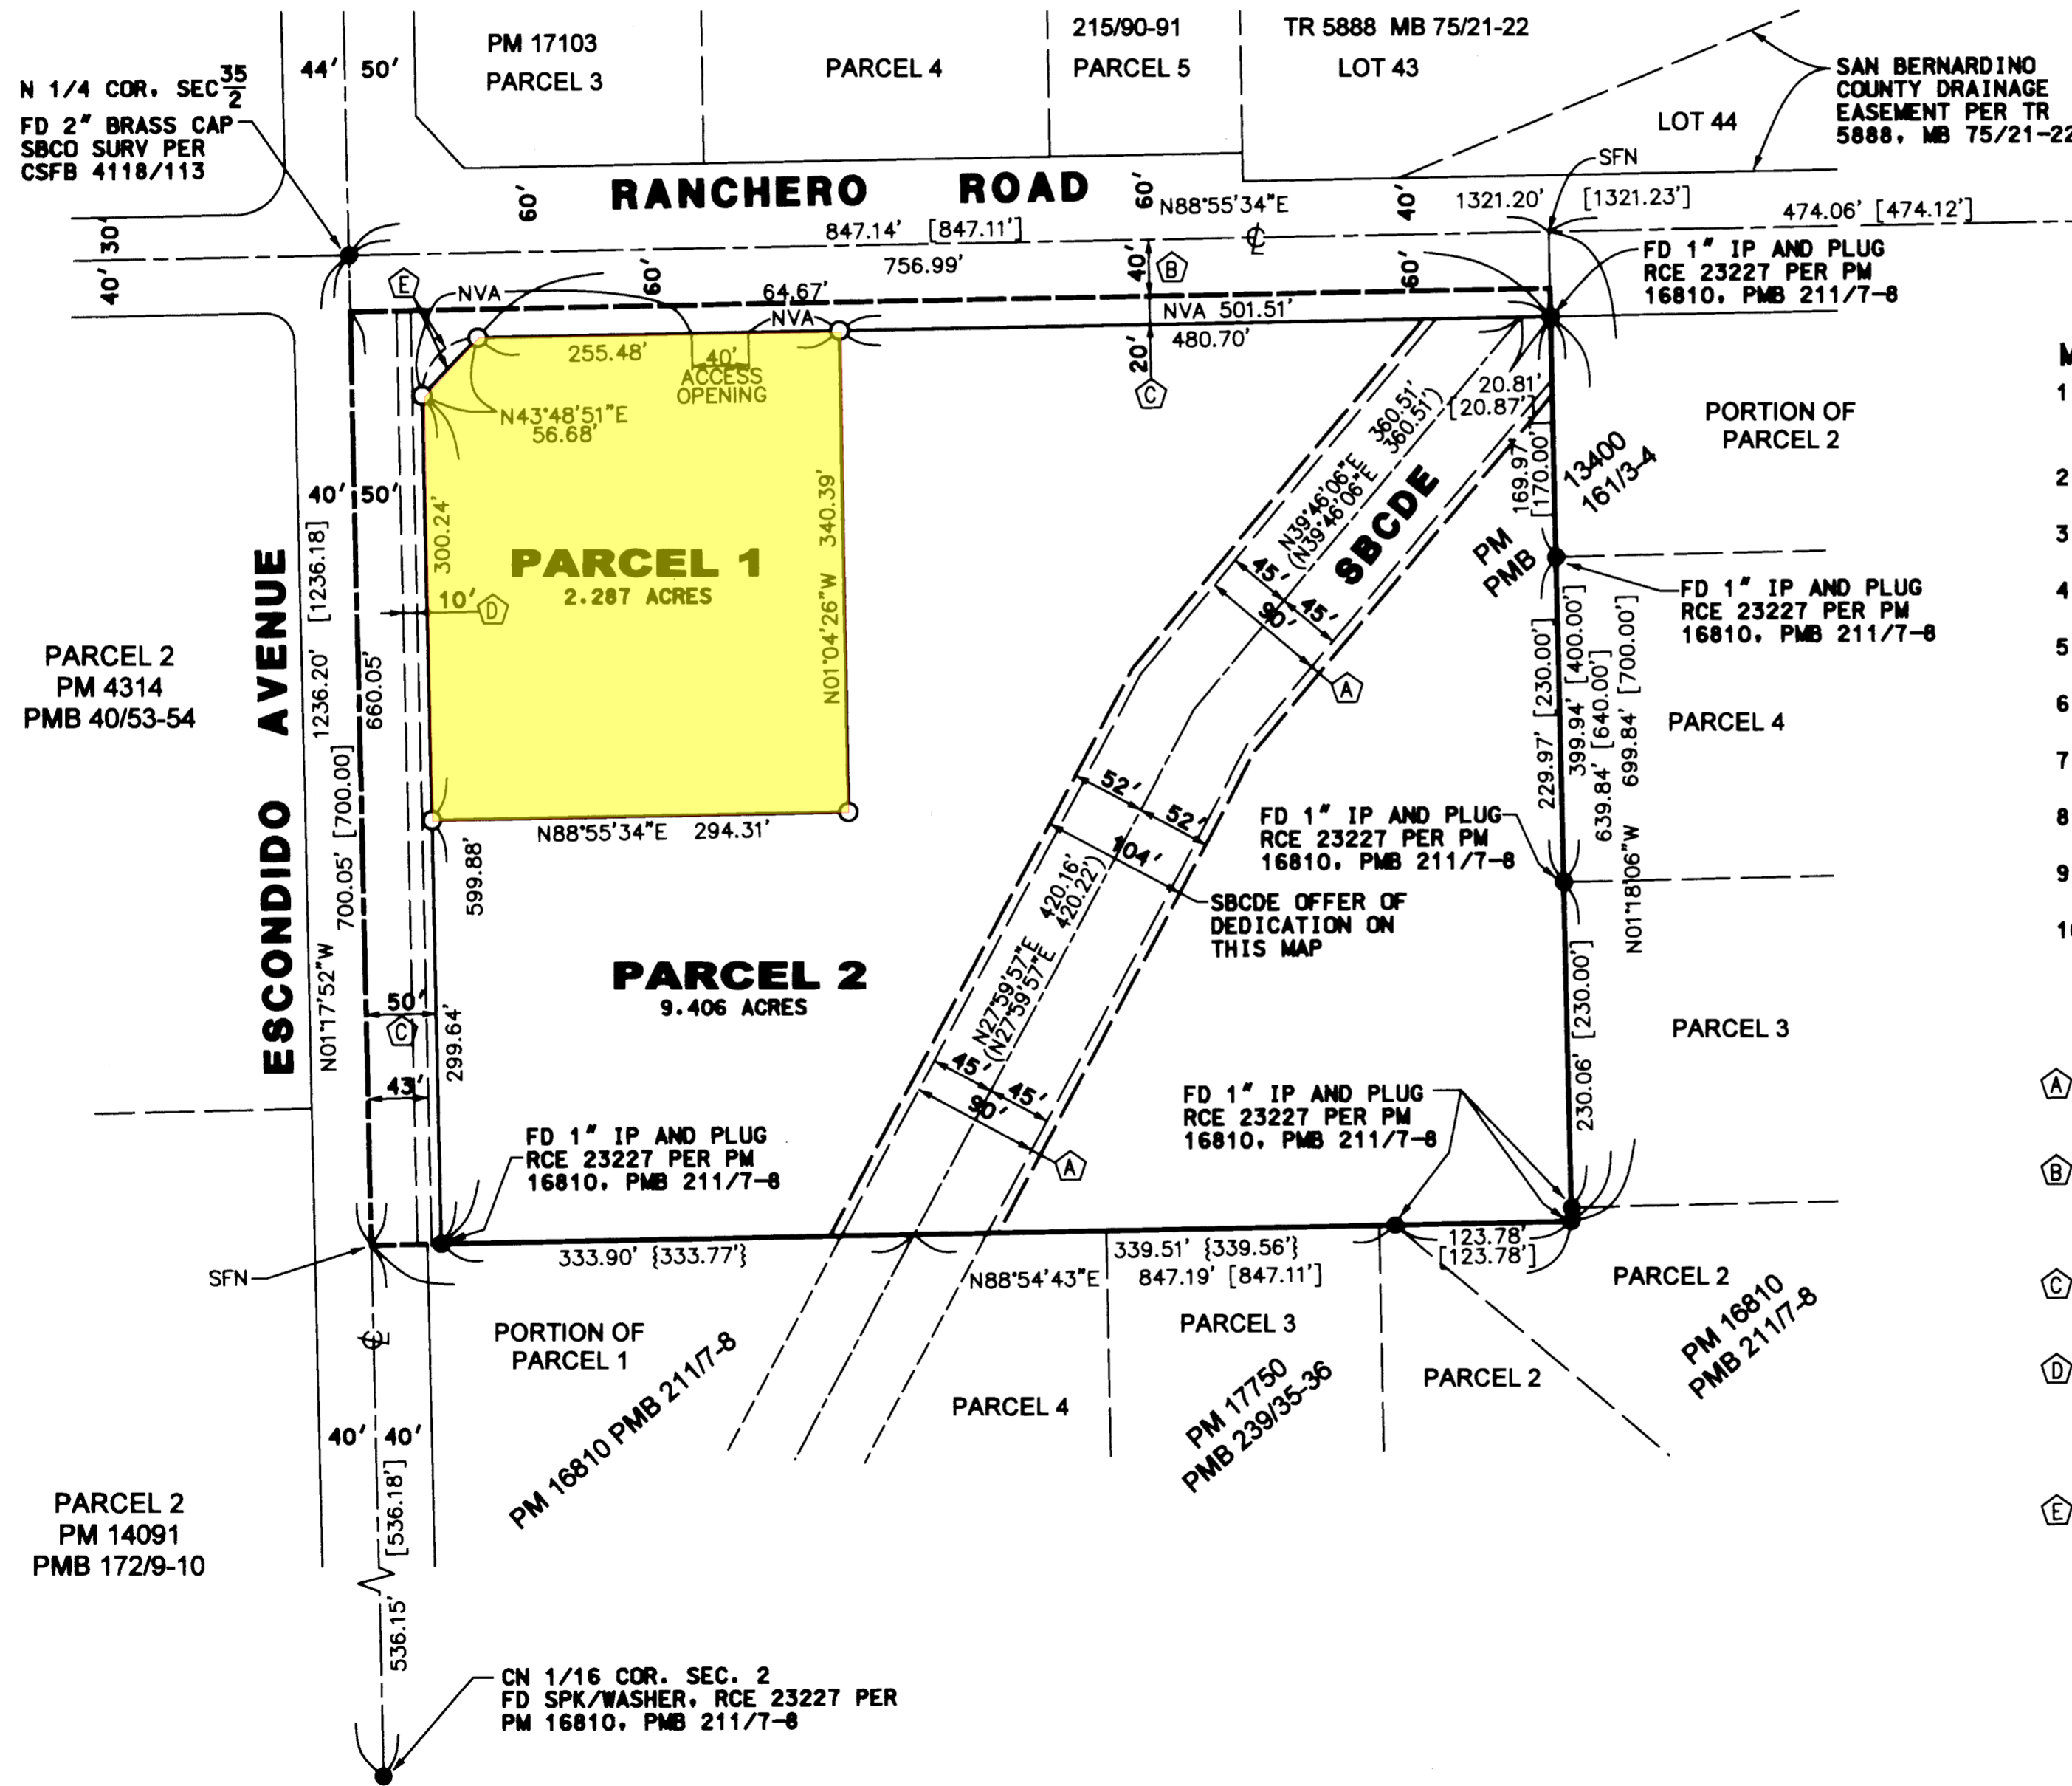 PM 17103
PARCEL 3
PARCEL 4
215/90-91
PARCEL 5
TR 5888 MB 75/21-22
LOT 43
LOT 44
SAN BERNARDINO
COUNTY DRAINAGE
EASEMENT PER TR
5888, MB 75/21-22
44' 50'
N 1/4 COR. SEC 35/2
FD 2" BRASS CAP
SBCO SURV PER
CSFB 4118/113
SFN
60'
RANCHERO ROAD
60'
N88°55'34"E
40'
1321.20' [1321.23']
474.06' [474.12']
30'
40'
847.14' [847.11']
756.99'
60'
40'
B
60'
FD 1" IP AND PLUG
RCE 23227 PER PM
16810, PMB 211/7-8
E
NVA
64.67'
NVA
NVA 501.51'
480.70'
20'
C
255.48'
40'
ACCESS
OPENING
N43°48'51"E
56.68'
20.81'
[20.87']
PORTION OF
PARCEL 2
13400
161/3-4
PM
PMB
169.97'
[170.00']
N39°46'06"E 360.51'
(N39°46'06"E 360.51')
SBCDE
40' 50'
300.24'
340.39'
N01°04'26"W
PARCEL 1
2.287 ACRES
10'
D
45'
45'
90'
A
1236.20' [1236.18']
660.05'
ESCONDIDO AVENUE
PARCEL 2
PM 4314
PMB 40/53-54
FD 1" IP AND PLUG
RCE 23227 PER PM
16810, PMB 211/7-8
229.97' [230.00']
399.94' [400.00']
639.84' [640.00']
699.84' [700.00']
N01°18'06"W
PARCEL 4
700.05' [700.00]
N01°17'52"W
N88°55'34"E 294.31'
599.88'
52'
52'
104'
FD 1" IP AND PLUG
RCE 23227 PER PM
16810, PMB 211/7-8
SBCDE OFFER OF
DEDICATION ON
THIS MAP
N27°59'57"E 420.16'
(N27°59'57"E 420.22')
PARCEL 2
9.406 ACRES
50'
C
299.64'
43'
45'
45'
90'
A
230.06' [230.00']
PARCEL 3
FD 1" IP AND PLUG
RCE 23227 PER PM
16810, PMB 211/7-8
FD 1" IP AND PLUG
RCE 23227 PER PM
16810, PMB 211/7-8
SFN
333.90' {333.77'}
339.51' {339.56'}
N88°54'43"E
847.19' [847.11']
123.78'
[123.78']
PARCEL 2
PM 16810
PMB 211/7-8
PORTION OF
PARCEL 1
PM 16810 PMB 211/7-8
PARCEL 4
PARCEL 3
PM 17750
PMB 239/35-36
PARCEL 2
40' 40'
PARCEL 2
PM 14091
PMB 172/9-10
[536.18']
536.15'
CN 1/16 COR. SEC. 2
FD SPK/WASHER, RCE 23227 PER
PM 16810, PMB 211/7-8
1
2
3
4
5
6
7
8
9
A
B
C
D
E